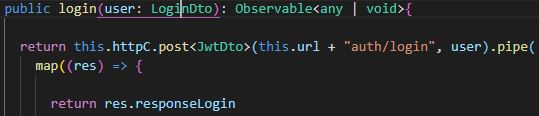 public login(user: LoginDto): Observable<any | void>{
return this.httpC.post<JwtDto>(this.url + "auth/login", user).pipe(
map((res) => {
return res.responseLogin